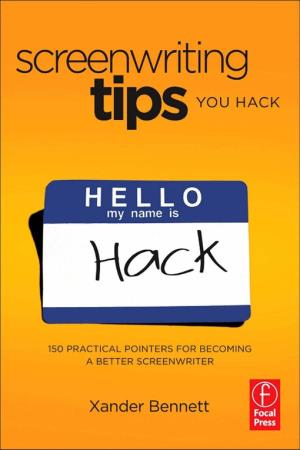 screenwriting
tips YOU HACK
HELLO
my name is
Hack
150 PRACTICAL POINTERS FOR BECOMING
A BETTER SCREENWRITER
Xander Bennett
f
Focal
Press